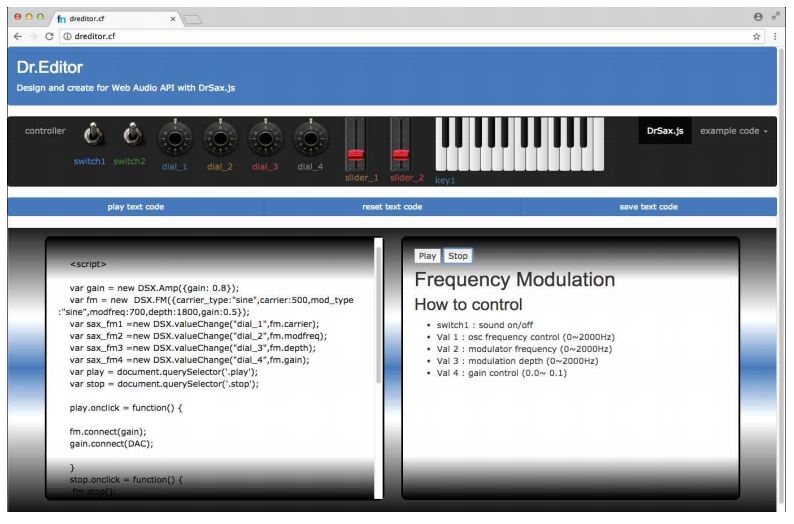 fn dreditor.cf
dreditor.cf
Dr.Editor
Design and create for Web Audio API with DrSax.js
controller
switch1
switch2
dial_1
dial_2
dial_3
dial_4
slider_1
slider_2
key1
DrSax.js
example code
play text code
reset text code
save text code
<script>
var gain = new DSX.Amp({gain: 0.8});
var fm = new DSX.FM({carrier_type:"sine",carrier:500,mod_type
:"sine",modfreq:700,depth:1800,gain:0.5});
var sax_fm1 =new DSX.valueChange("dial_1",fm.carrier);
var sax_fm2 =new DSX.valueChange("dial_2",fm.modfreq);
var sax_fm3 =new DSX.valueChange("dial_3",fm.depth);
var sax_fm4 =new DSX.valueChange("dial_4",fm.gain);
var play = document.querySelector('.play');
var stop = document.querySelector('.stop');
play.onclick = function() {
fm.connect(gain);
gain.connect(DAC);
}
stop.onclick = function() {
fm.stop();
Play
Stop
Frequency Modulation
How to control
• switch1 : sound on/off
• Val 1 : osc frequency control (0~2000Hz)
• Val 2 : modulator frequency (0~2000Hz)
• Val 3 : modulation depth (0~2000Hz)
• Val 4 : gain control (0.0~ 0.1)